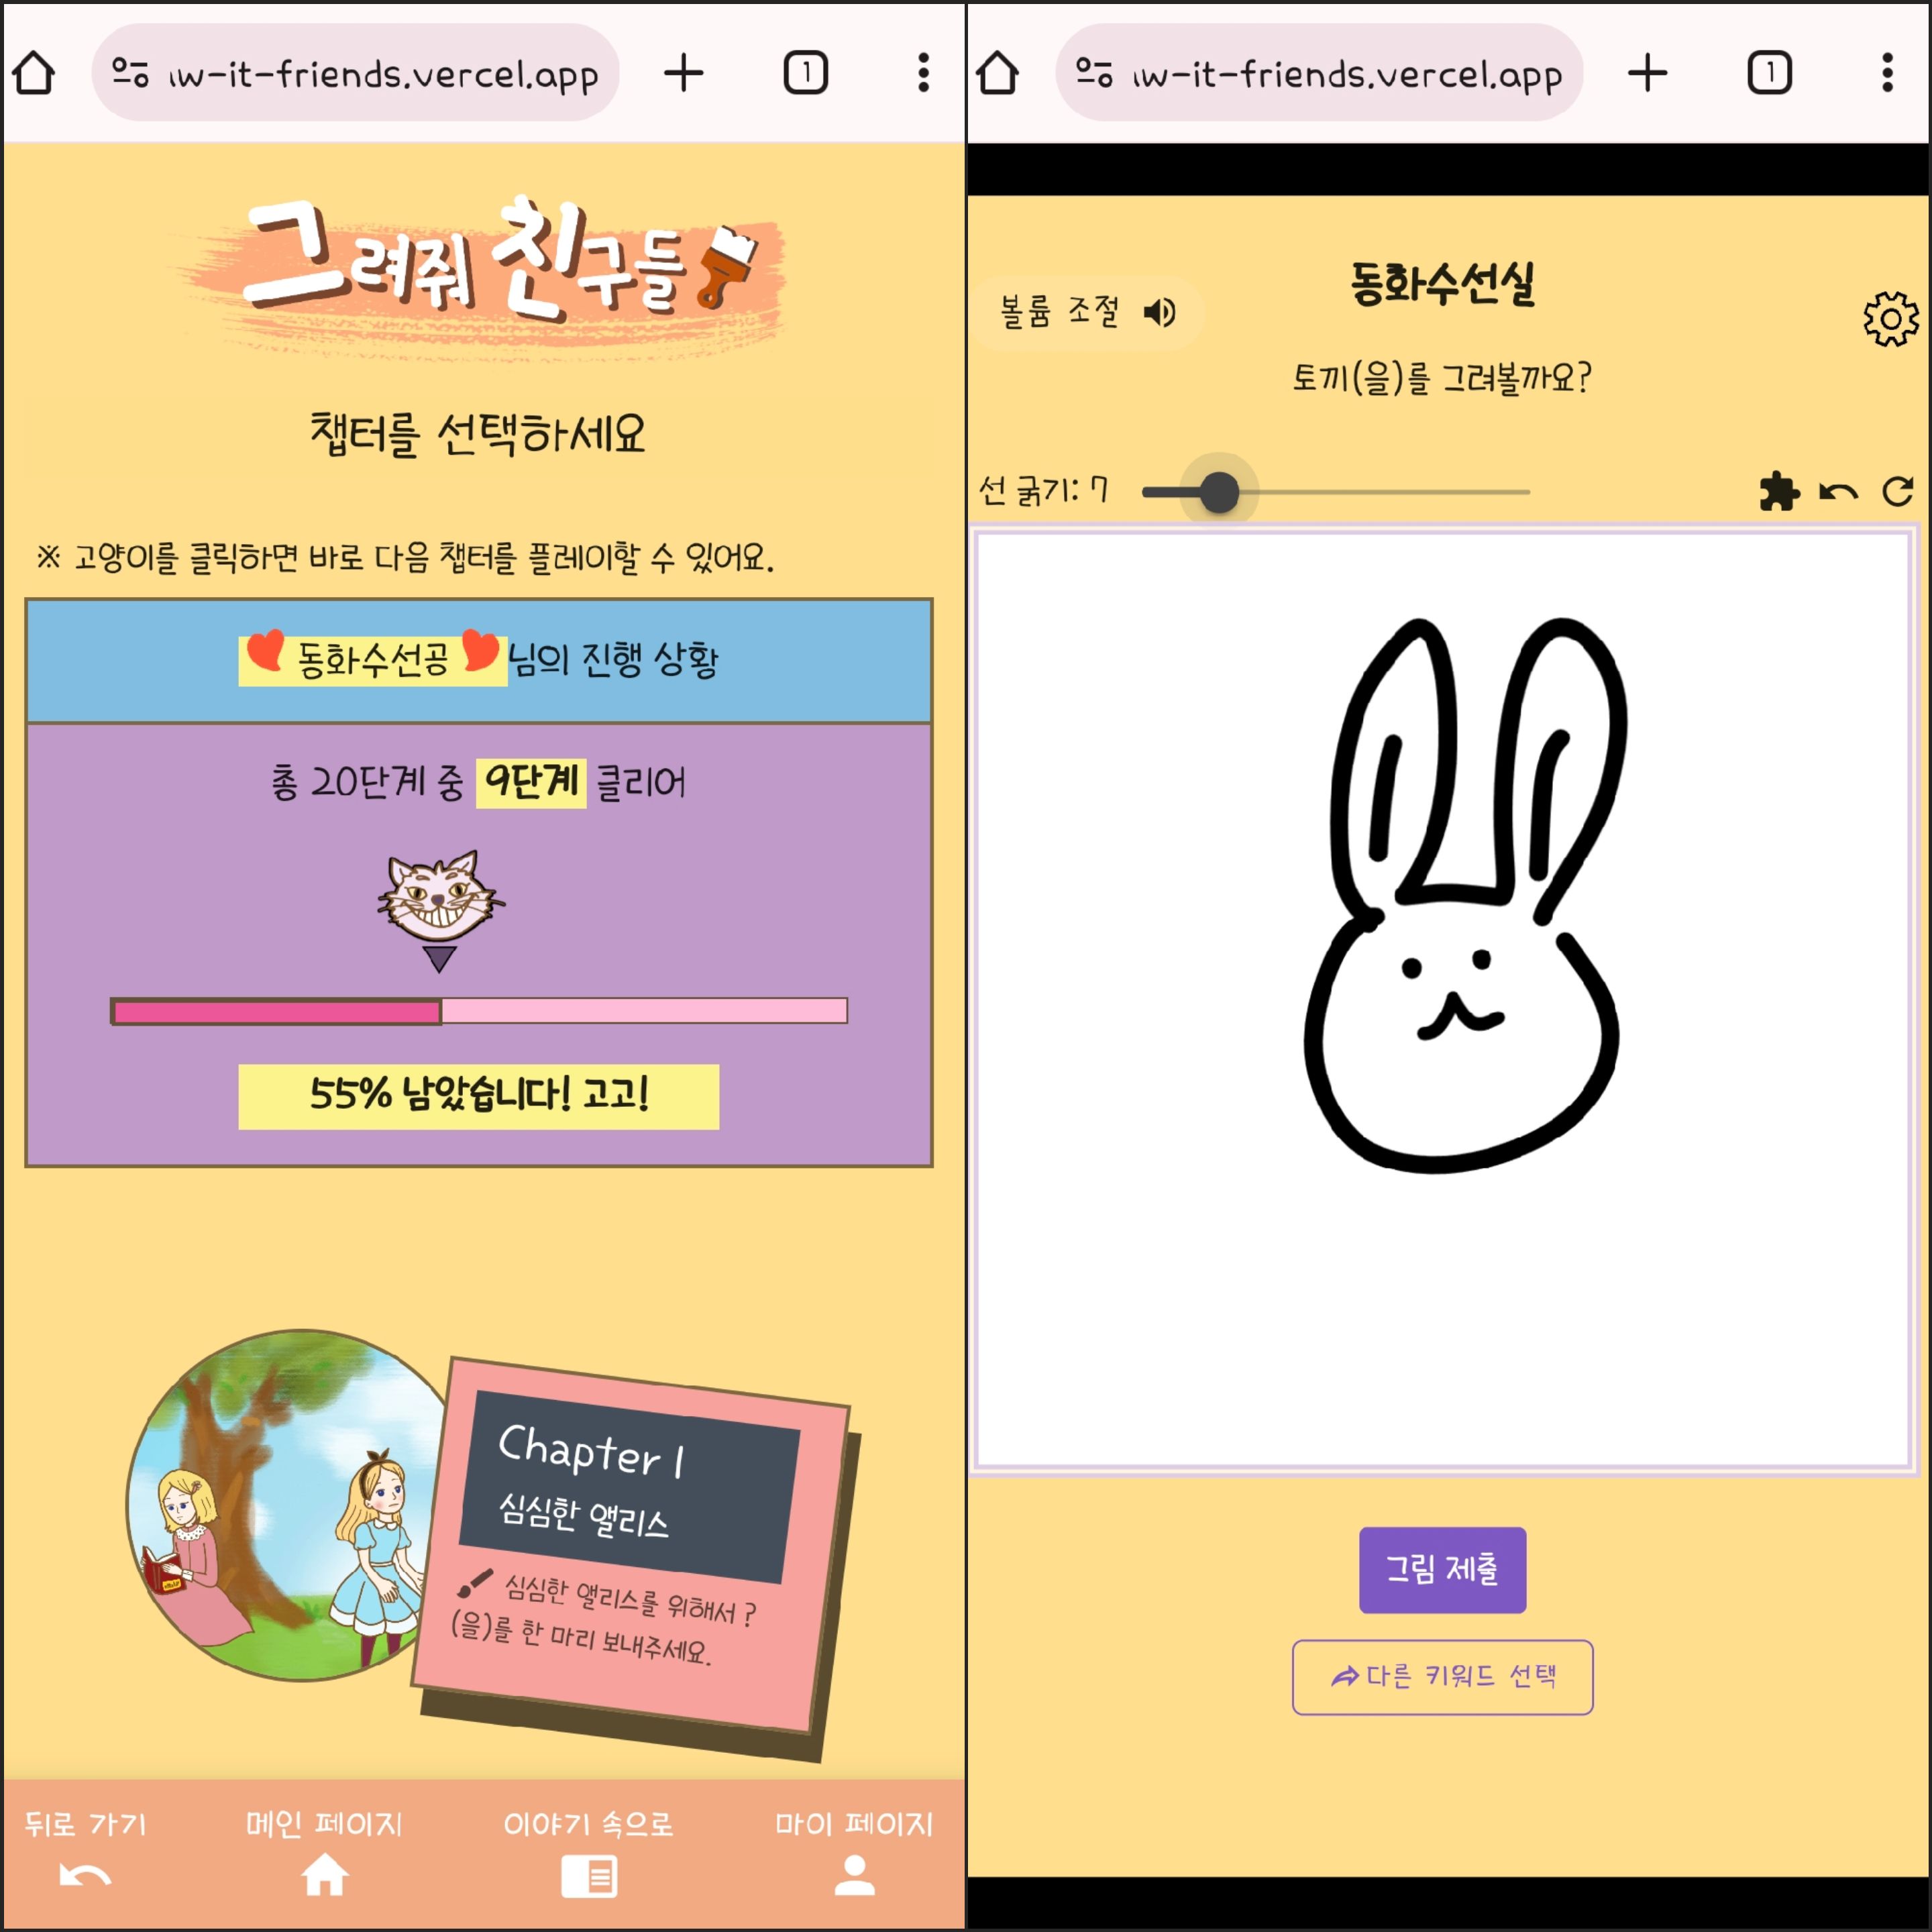 ıw-it-friends.vercel.app
1
그려줘 친구들
챕터를 선택하세요
※ 고양이를 클릭하면 바로 다음 챕터를 플레이할 수 있어요.
동화수선공 님의 진행 상황
총 20단계 중 9단계 클리어
55% 남았습니다! 고고!
Chapter 1
심심한 앨리스
심심한 앨리스를 위해서 ?
(을)를 한 마리 보내주세요.
뒤로 가기
메인 페이지
이야기 속으로
마이 페이지
ıw-it-friends.vercel.app
1
볼륨 조절
동화수선실
토끼(을)를 그려볼까요?
선 굵기: 7
그림 제출
다른 키워드 선택